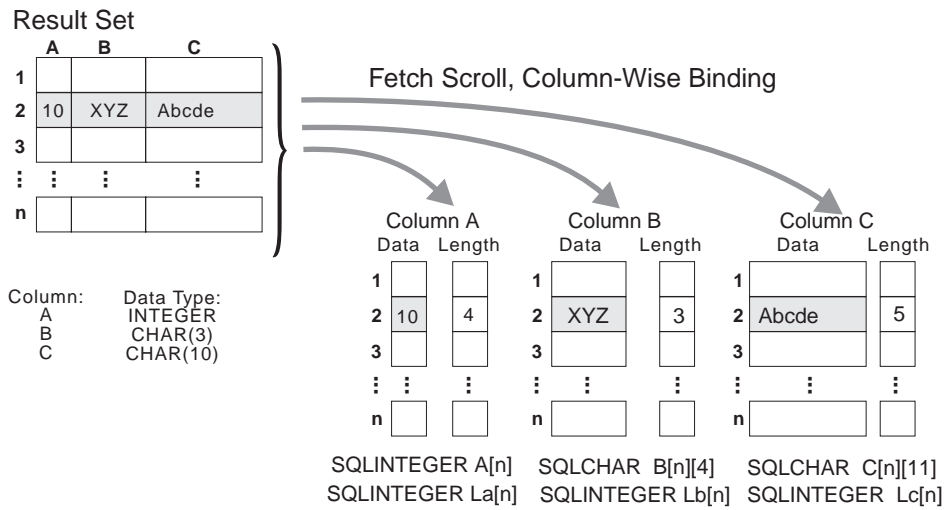 Result Set
A B C
1
2 10 XYZ Abcde
3
⋮ ⋮ ⋮ ⋮
n
Fetch Scroll, Column-Wise Binding
Column: Data Type:
A INTEGER
B CHAR(3)
C CHAR(10)
Column A Column B Column C
Data Length Data Length Data Length
1 1 1
2 10 4 2 XYZ 3 2 Abcde 5
3 3 3
⋮ ⋮ ⋮ ⋮ ⋮ ⋮ ⋮ ⋮ ⋮
n n n
SQLINTEGER A[n] SQLCHAR B[n][4] SQLCHAR C[n][11]
SQLINTEGER La[n] SQLINTEGER Lb[n] SQLINTEGER Lc[n]